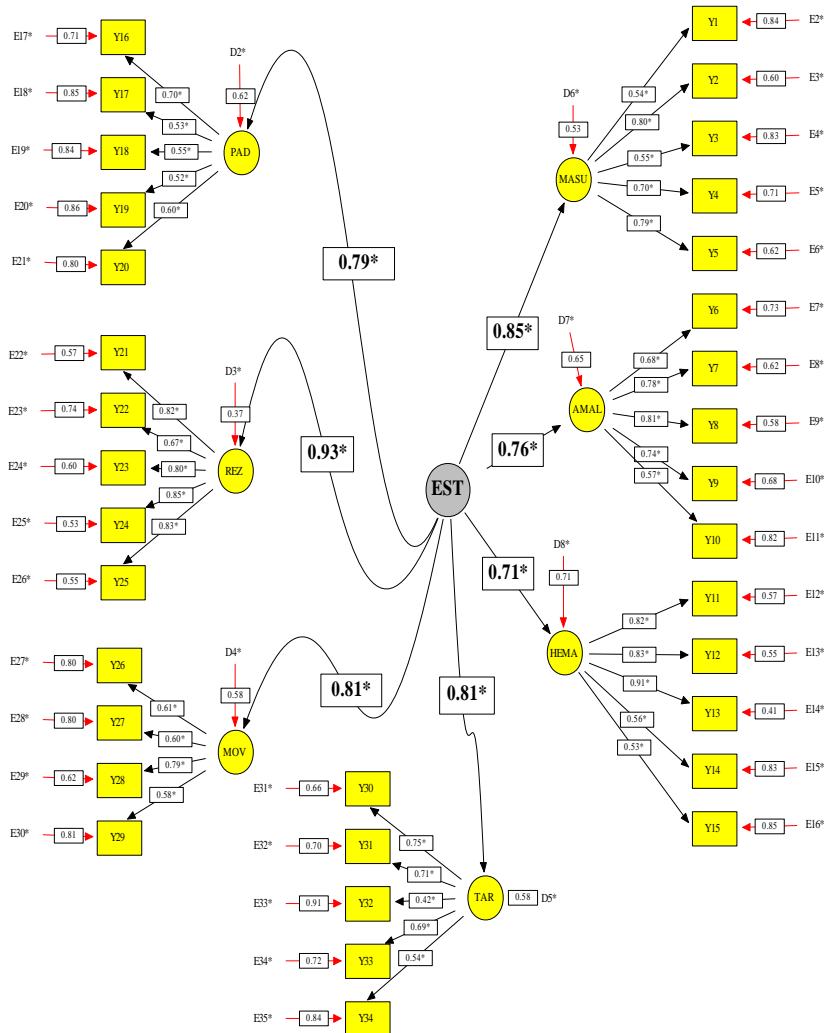 E17* 0.71 Y16
E18* 0.85 Y17
E19* 0.84 Y18
E20* 0.86 Y19
E21* 0.80 Y20
0.70*
0.53*
0.55*
0.52*
0.60*
D2*
0.62
PAD
0.79*
E22* 0.57 Y21
E23* 0.74 Y22
E24* 0.60 Y23
E25* 0.53 Y24
E26* 0.55 Y25
0.82*
0.67*
0.80*
0.85*
0.83*
D3*
0.37
REZ
0.93*
E27* 0.80 Y26
E28* 0.80 Y27
E29* 0.62 Y28
E30* 0.81 Y29
0.61*
0.60*
0.79*
0.58*
D4*
0.58
MOV
0.81*
EST
E31* 0.66 Y30
E32* 0.70 Y31
E33* 0.91 Y32
E34* 0.72 Y33
E35* 0.84 Y34
0.75*
0.71*
0.42*
0.69*
0.54*
TAR
0.58 D5*
0.81*
D6*
0.53
MASU
0.85*
0.54*
0.80*
0.55*
0.70*
0.79*
Y1 0.84 E2*
Y2 0.60 E3*
Y3 0.83 E4*
Y4 0.71 E5*
Y5 0.62 E6*
D7*
0.65
AMAL
0.76*
0.68*
0.78*
0.81*
0.74*
0.57*
Y6 0.73 E7*
Y7 0.62 E8*
Y8 0.58 E9*
Y9 0.68 E10*
Y10 0.82 E11*
D8*
0.71
HEMA
0.71*
0.82*
0.83*
0.91*
0.56*
0.53*
Y11 0.57 E12*
Y12 0.55 E13*
Y13 0.41 E14*
Y14 0.83 E15*
Y15 0.85 E16*